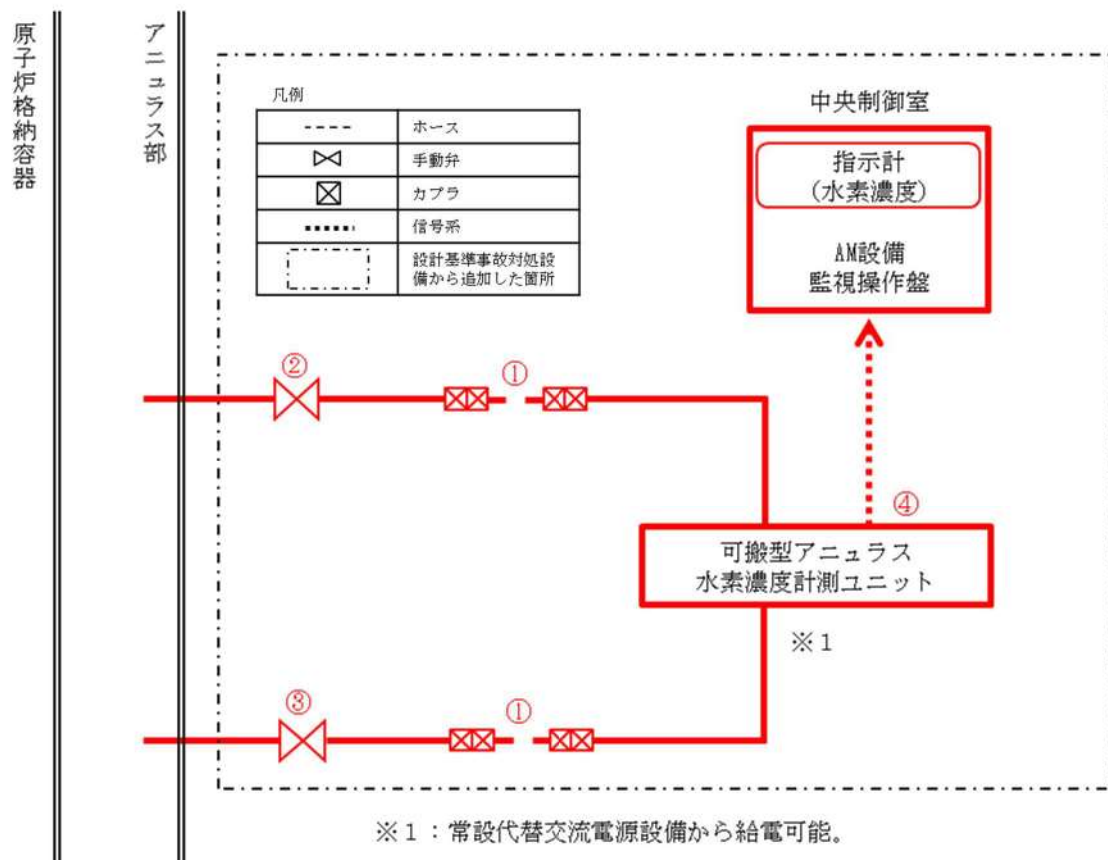 原子炉格納容器
アニュラス部
凡例
ホース
手動弁
カプラ
信号系
設計基準事故対処設
備から追加した箇所
中央制御室
指示計
(水素濃度)
AM設備
監視操作盤
②
①
④
可搬型アニュラス
水素濃度計測ユニット
※1
③
①
※1：常設代替交流電源設備から給電可能。